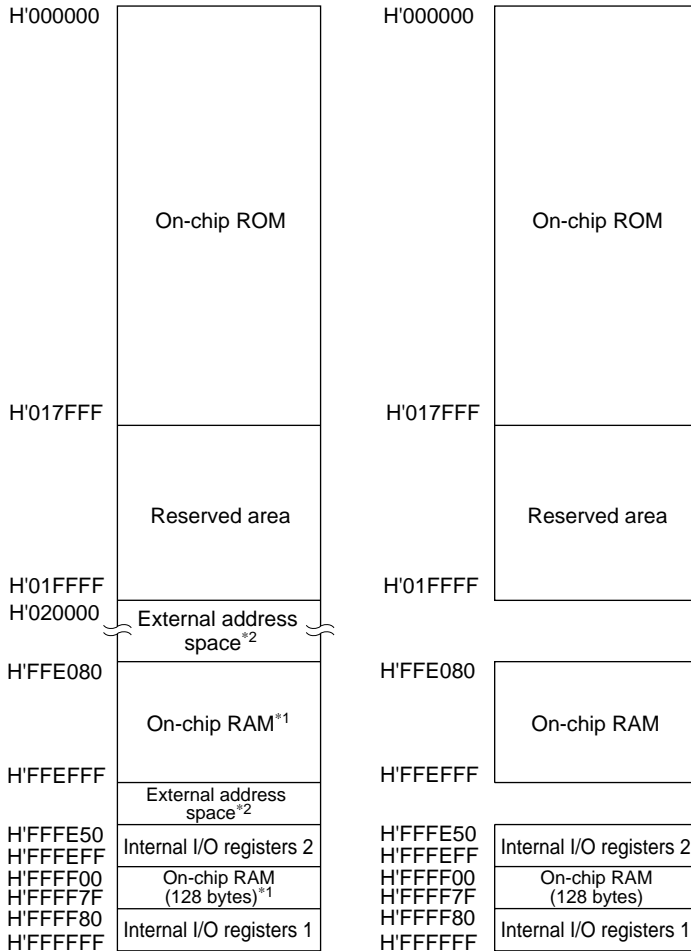 H'000000
On-chip ROM
H'017FFF
Reserved area
H'01FFFF
H'020000
External address
space*2
H'FFE080
On-chip RAM*1
H'FFEFFF
External address
space*2
H'FFFE50
Internal I/O registers 2
H'FFFEFF
H'FFFF00
On-chip RAM
(128 bytes)*1
H'FFFF7F
H'FFFF80
Internal I/O registers 1
H'FFFFFF
H'000000
On-chip ROM
H'017FFF
Reserved area
H'01FFFF
H'FFE080
On-chip RAM
H'FFEFFF
H'FFFE50
Internal I/O registers 2
H'FFFEFF
H'FFFF00
On-chip RAM
(128 bytes)
H'FFFF7F
H'FFFF80
Internal I/O registers 1
H'FFFFFF